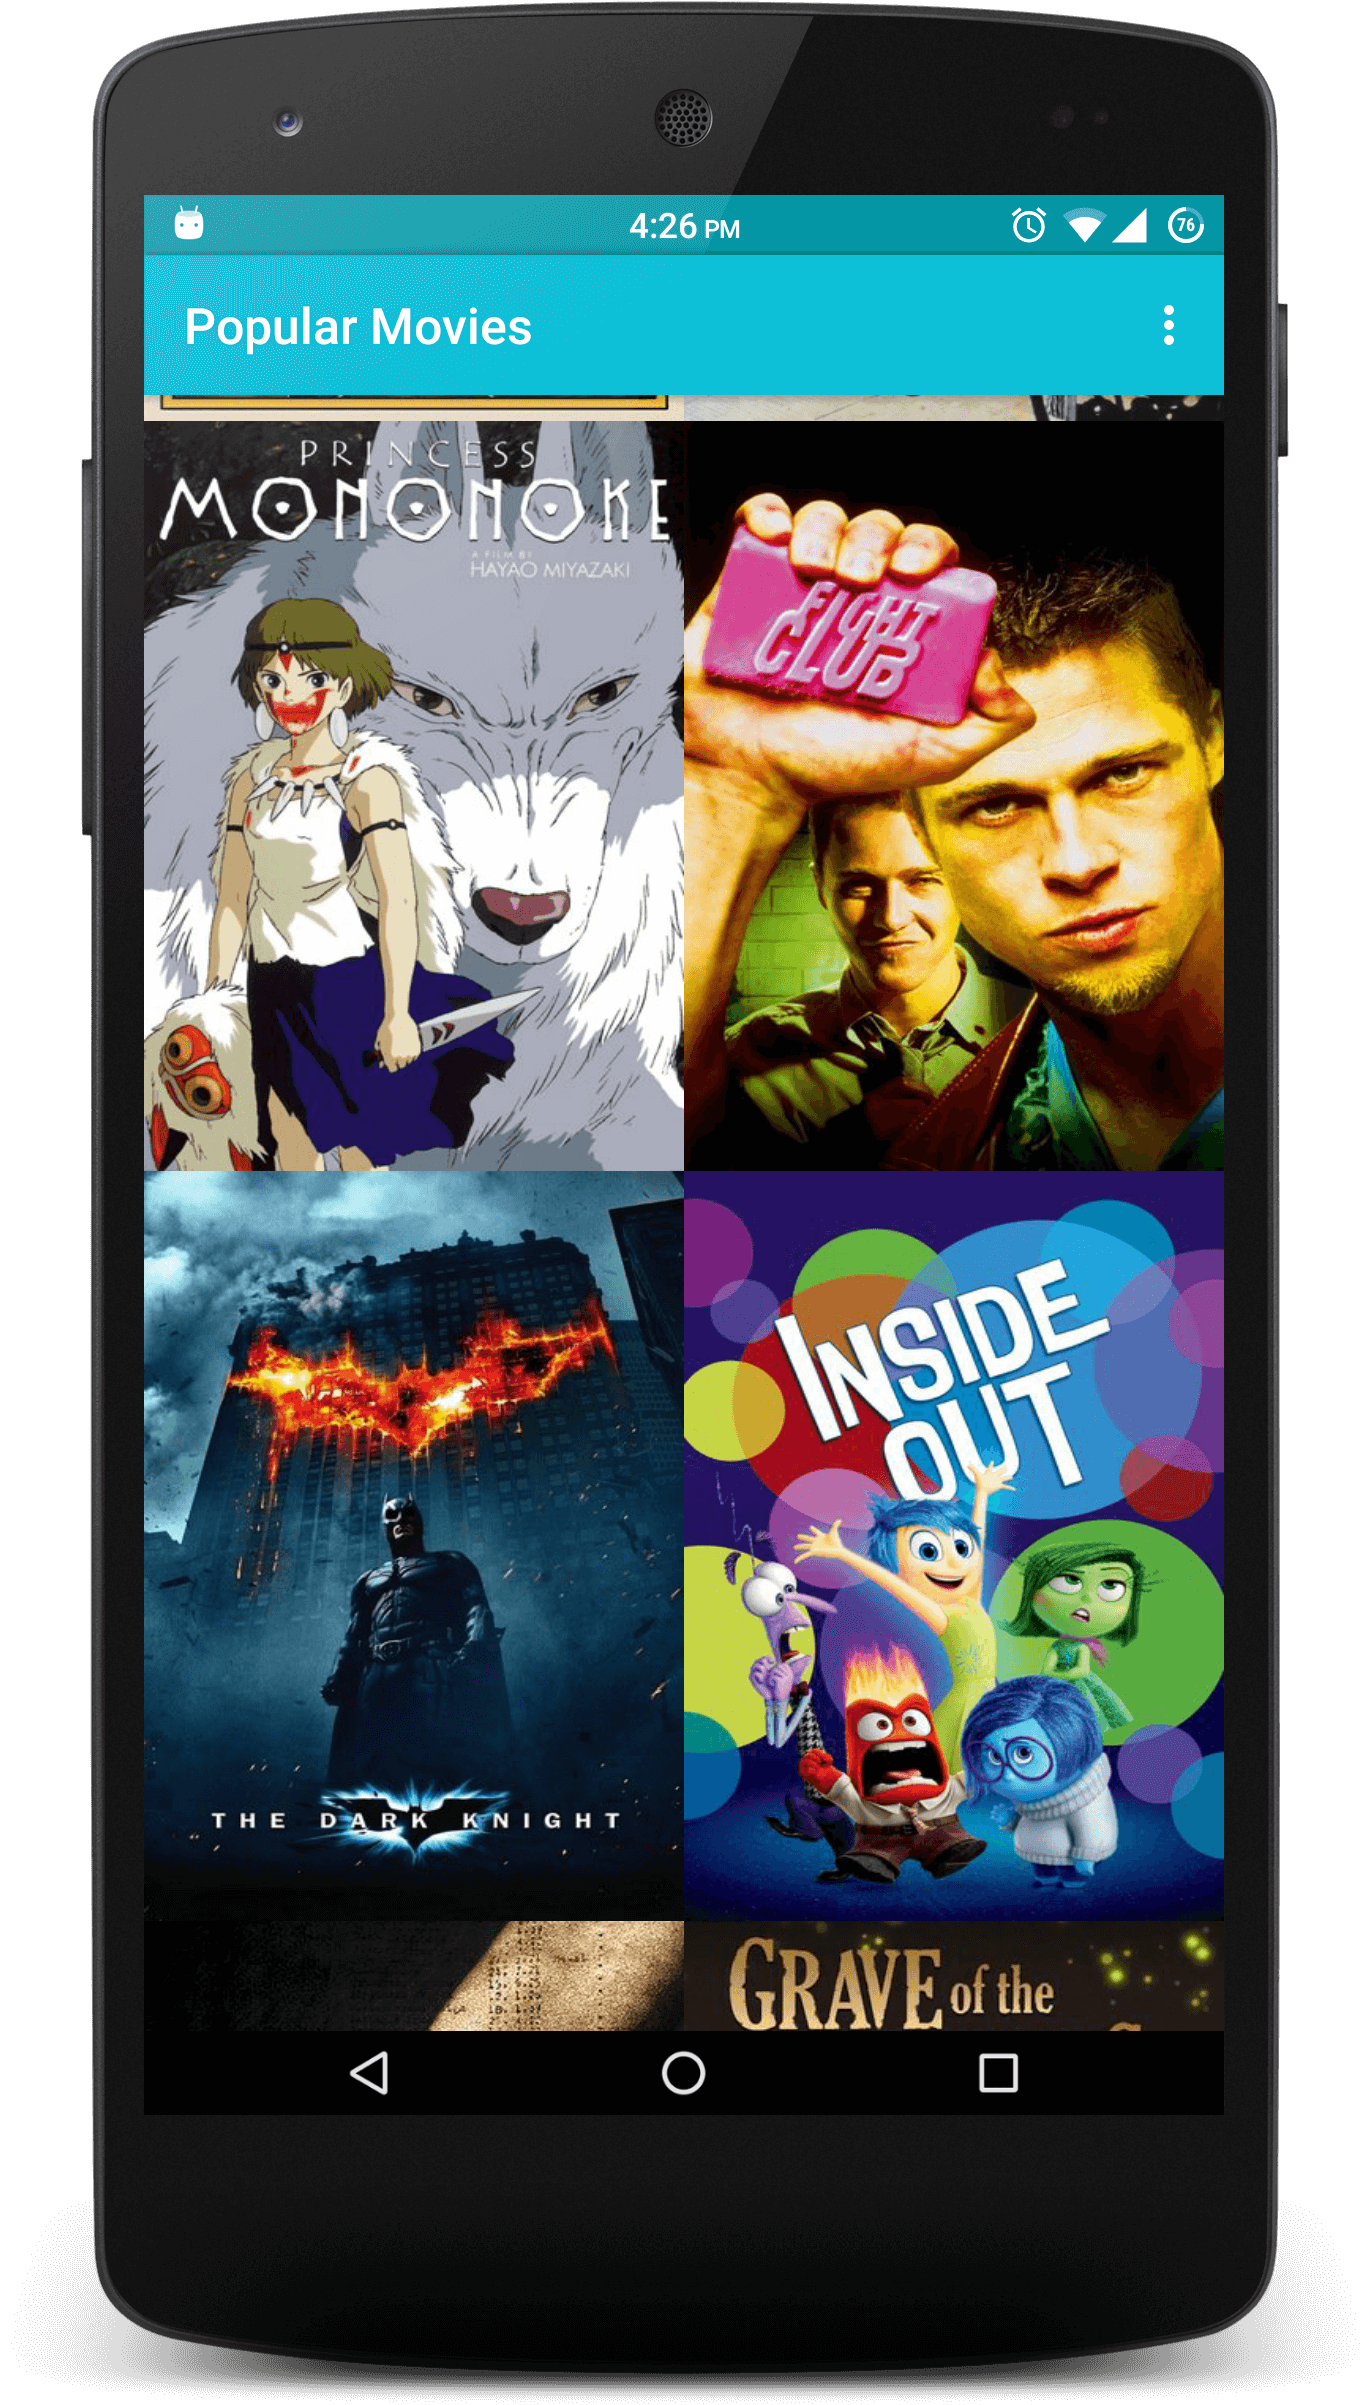 4:26 PM
76
Popular Movies
PRINCESS
MONONOKE
A FILM BY
HAYAO MIYAZAKI
FIGHT
CLUB
INSIDE
OUT
THE DARK KNIGHT
GRAVE of the